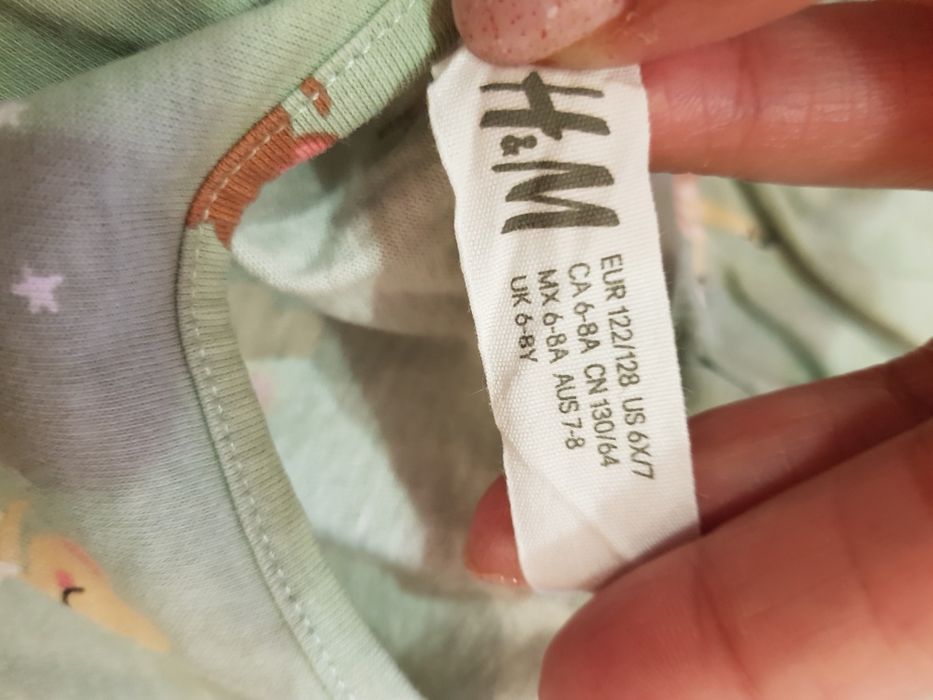 H&M
EUR 122/128 US 6X/7
CA 6-8A CN 130/64
MX 6-8A AUS 7-8
UK 6-8Y